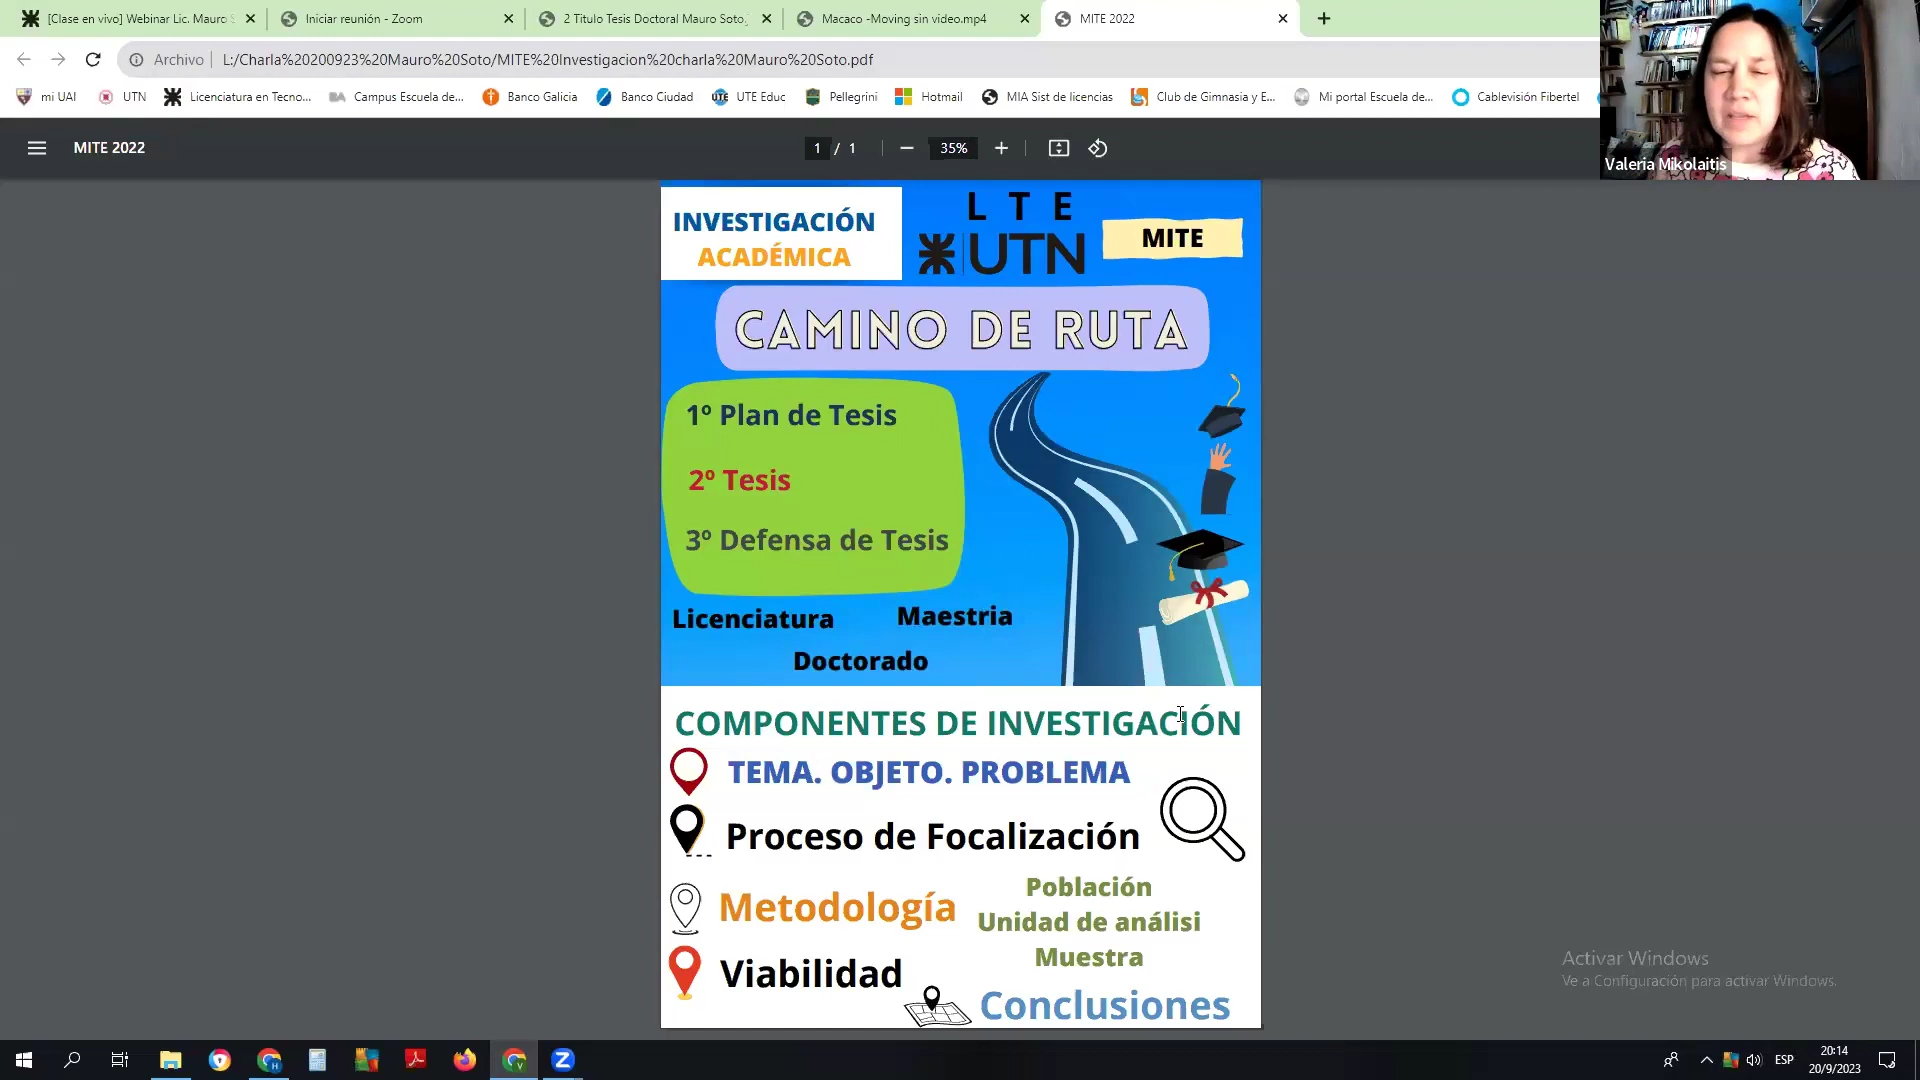 [Clase en vivo] Webinar Lic. Mauro S
Iniciar reunión - Zoom
2 Titulo Tesis Doctoral Mauro Soto.
Macaco -Moving sin video.mp4
MITE 2022
Archivo
L:/Charla%20200923%20Mauro%20Soto/MITE%20Investigacion%20charla%20Mauro%20Soto.pdf
mi UAI
UTN
Licenciatura en Tecno...
Campus Escuela de...
Banco Galicia
Banco Ciudad
UTE Educ
Pellegrini
Hotmail
MIA Sist de licencias
Club de Gimnasia y E...
Mi portal Escuela de...
Cablevisión Fibertel
MITE 2022
1 / 1
35%
Valeria Mikolaitis
INVESTIGACIÓN
ACADÉMICA
L T E
UTN
MITE
CAMINO DE RUTA
1º Plan de Tesis
2º Tesis
3º Defensa de Tesis
Licenciatura
Maestria
Doctorado
COMPONENTES DE INVESTIGACIÓN
TEMA. OBJETO. PROBLEMA
Proceso de Focalización
Metodología
Población
Unidad de análisi
Muestra
Viabilidad
Conclusiones
Activar Windows
Ve a Configuración para activar Windows.
ESP
20:14
20/9/2023